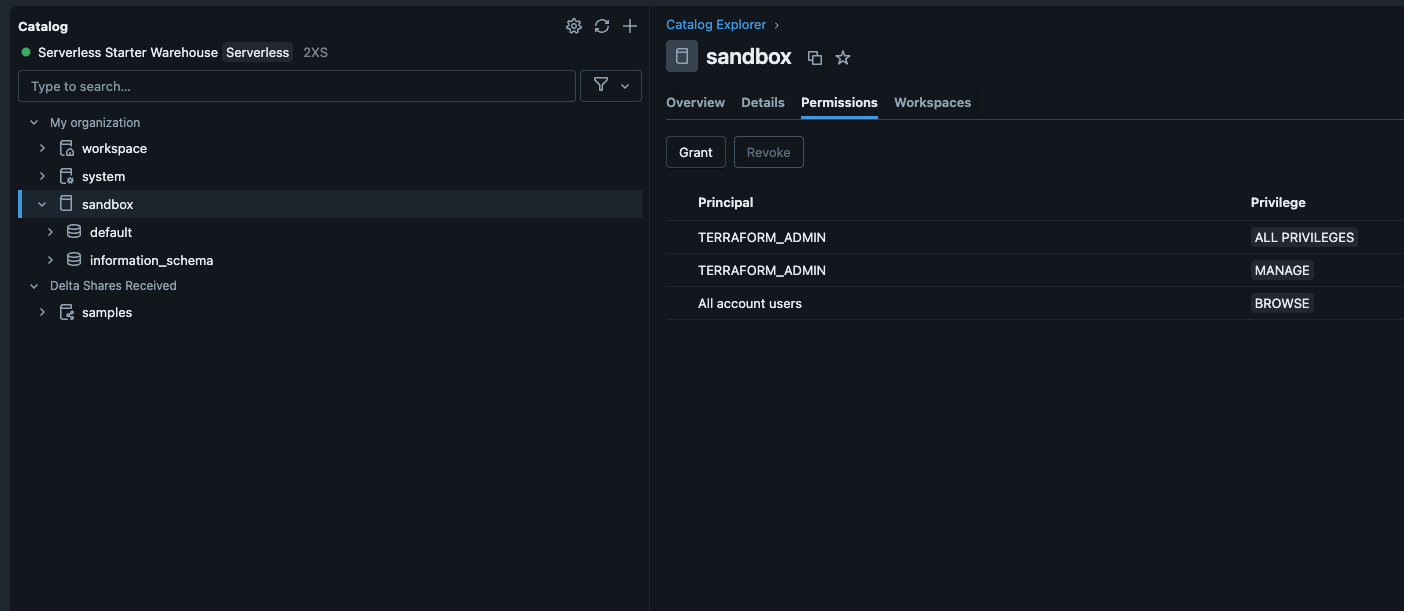 Catalog
Serverless Starter Warehouse Serverless 2XS
Type to search...
My organization
workspace
system
sandbox
default
information_schema
Delta Shares Received
samples
Catalog Explorer ›
sandbox
Overview Details Permissions Workspaces
Grant Revoke
Principal Privilege
TERRAFORM_ADMIN ALL PRIVILEGES
TERRAFORM_ADMIN MANAGE
All account users BROWSE